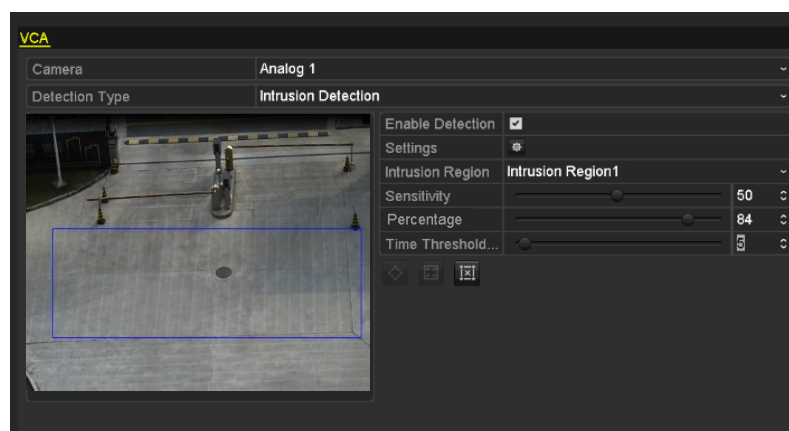 VCA
Camera Analog 1
Detection Type Intrusion Detection
Enable Detection
Settings
Intrusion Region Intrusion Region1
Sensitivity 50
Percentage 84
Time Threshold... 5